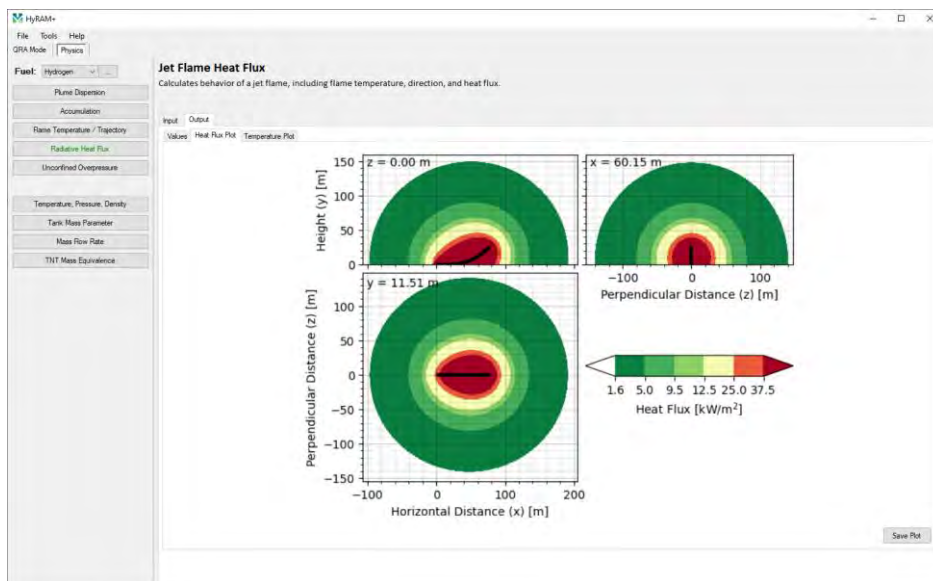 HyRAM+
File Tools Help
QRA Mode Physics
Fuel: Hydrogen ...
Plume Dispersion
Accumulation
Flame Temperature / Trajectory
Radiative Heat Flux
Unconfined Overpressure
Temperature, Pressure, Density
Tank Mass Parameter
Mass Flow Rate
TNT Mass Equivalence
Jet Flame Heat Flux
Calculates behavior of a jet flame, including flame temperature, direction, and heat flux.
Input Output
Values Heat Flux Plot Temperature Plot
z = 0.00 m
150
100
50
0
Height (y) [m]
x = 60.15 m
−100 0 100
Perpendicular Distance (z) [m]
y = 11.51 m
100
50
0
−50
−100
−150
Perpendicular Distance (z) [m]
−100 0 100 200
Horizontal Distance (x) [m]
1.6 5.0 9.5 12.5 25.0 37.5
Heat Flux [kW/m²]
Save Plot